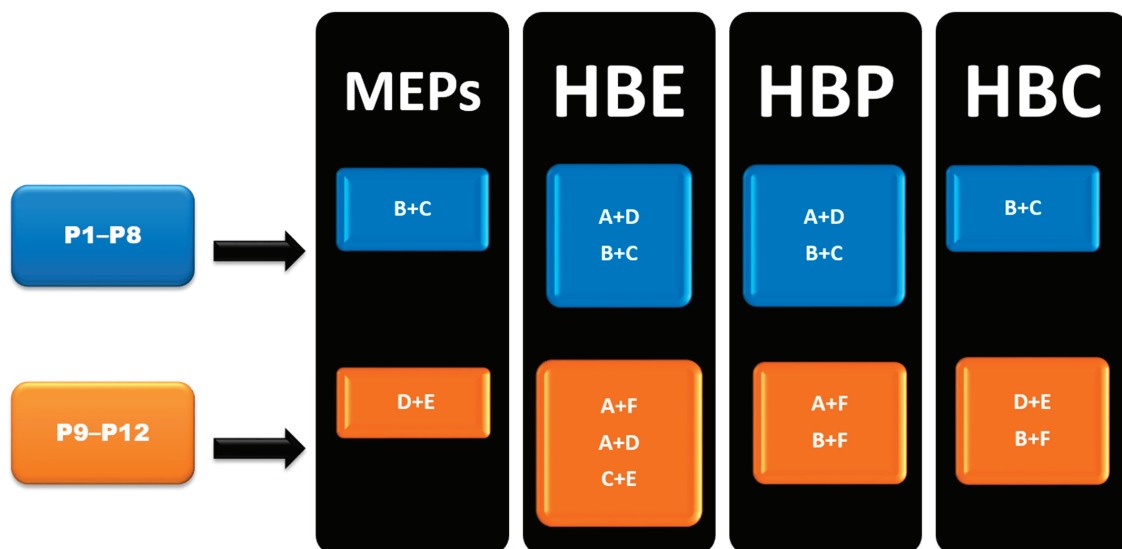 MEPs
HBE
HBP
HBC
P1–P8
B+C
A+D
B+C
A+D
B+C
B+C
P9–P12
D+E
A+F
A+D
C+E
A+F
B+F
D+E
B+F